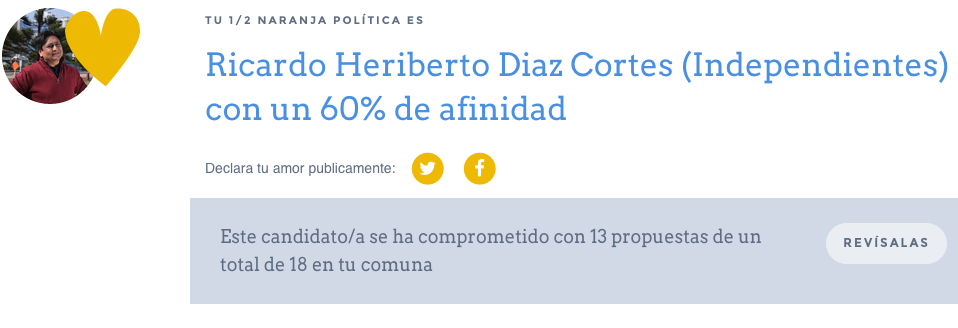 TU 1/2 NARANJA POLÍTICA ES
Ricardo Heriberto Diaz Cortes (Independientes)
con un 60% de afinidad
Declara tu amor publicamente:
Este candidato/a se ha comprometido con 13 propuestas de un
total de 18 en tu comuna
REVÍSALAS